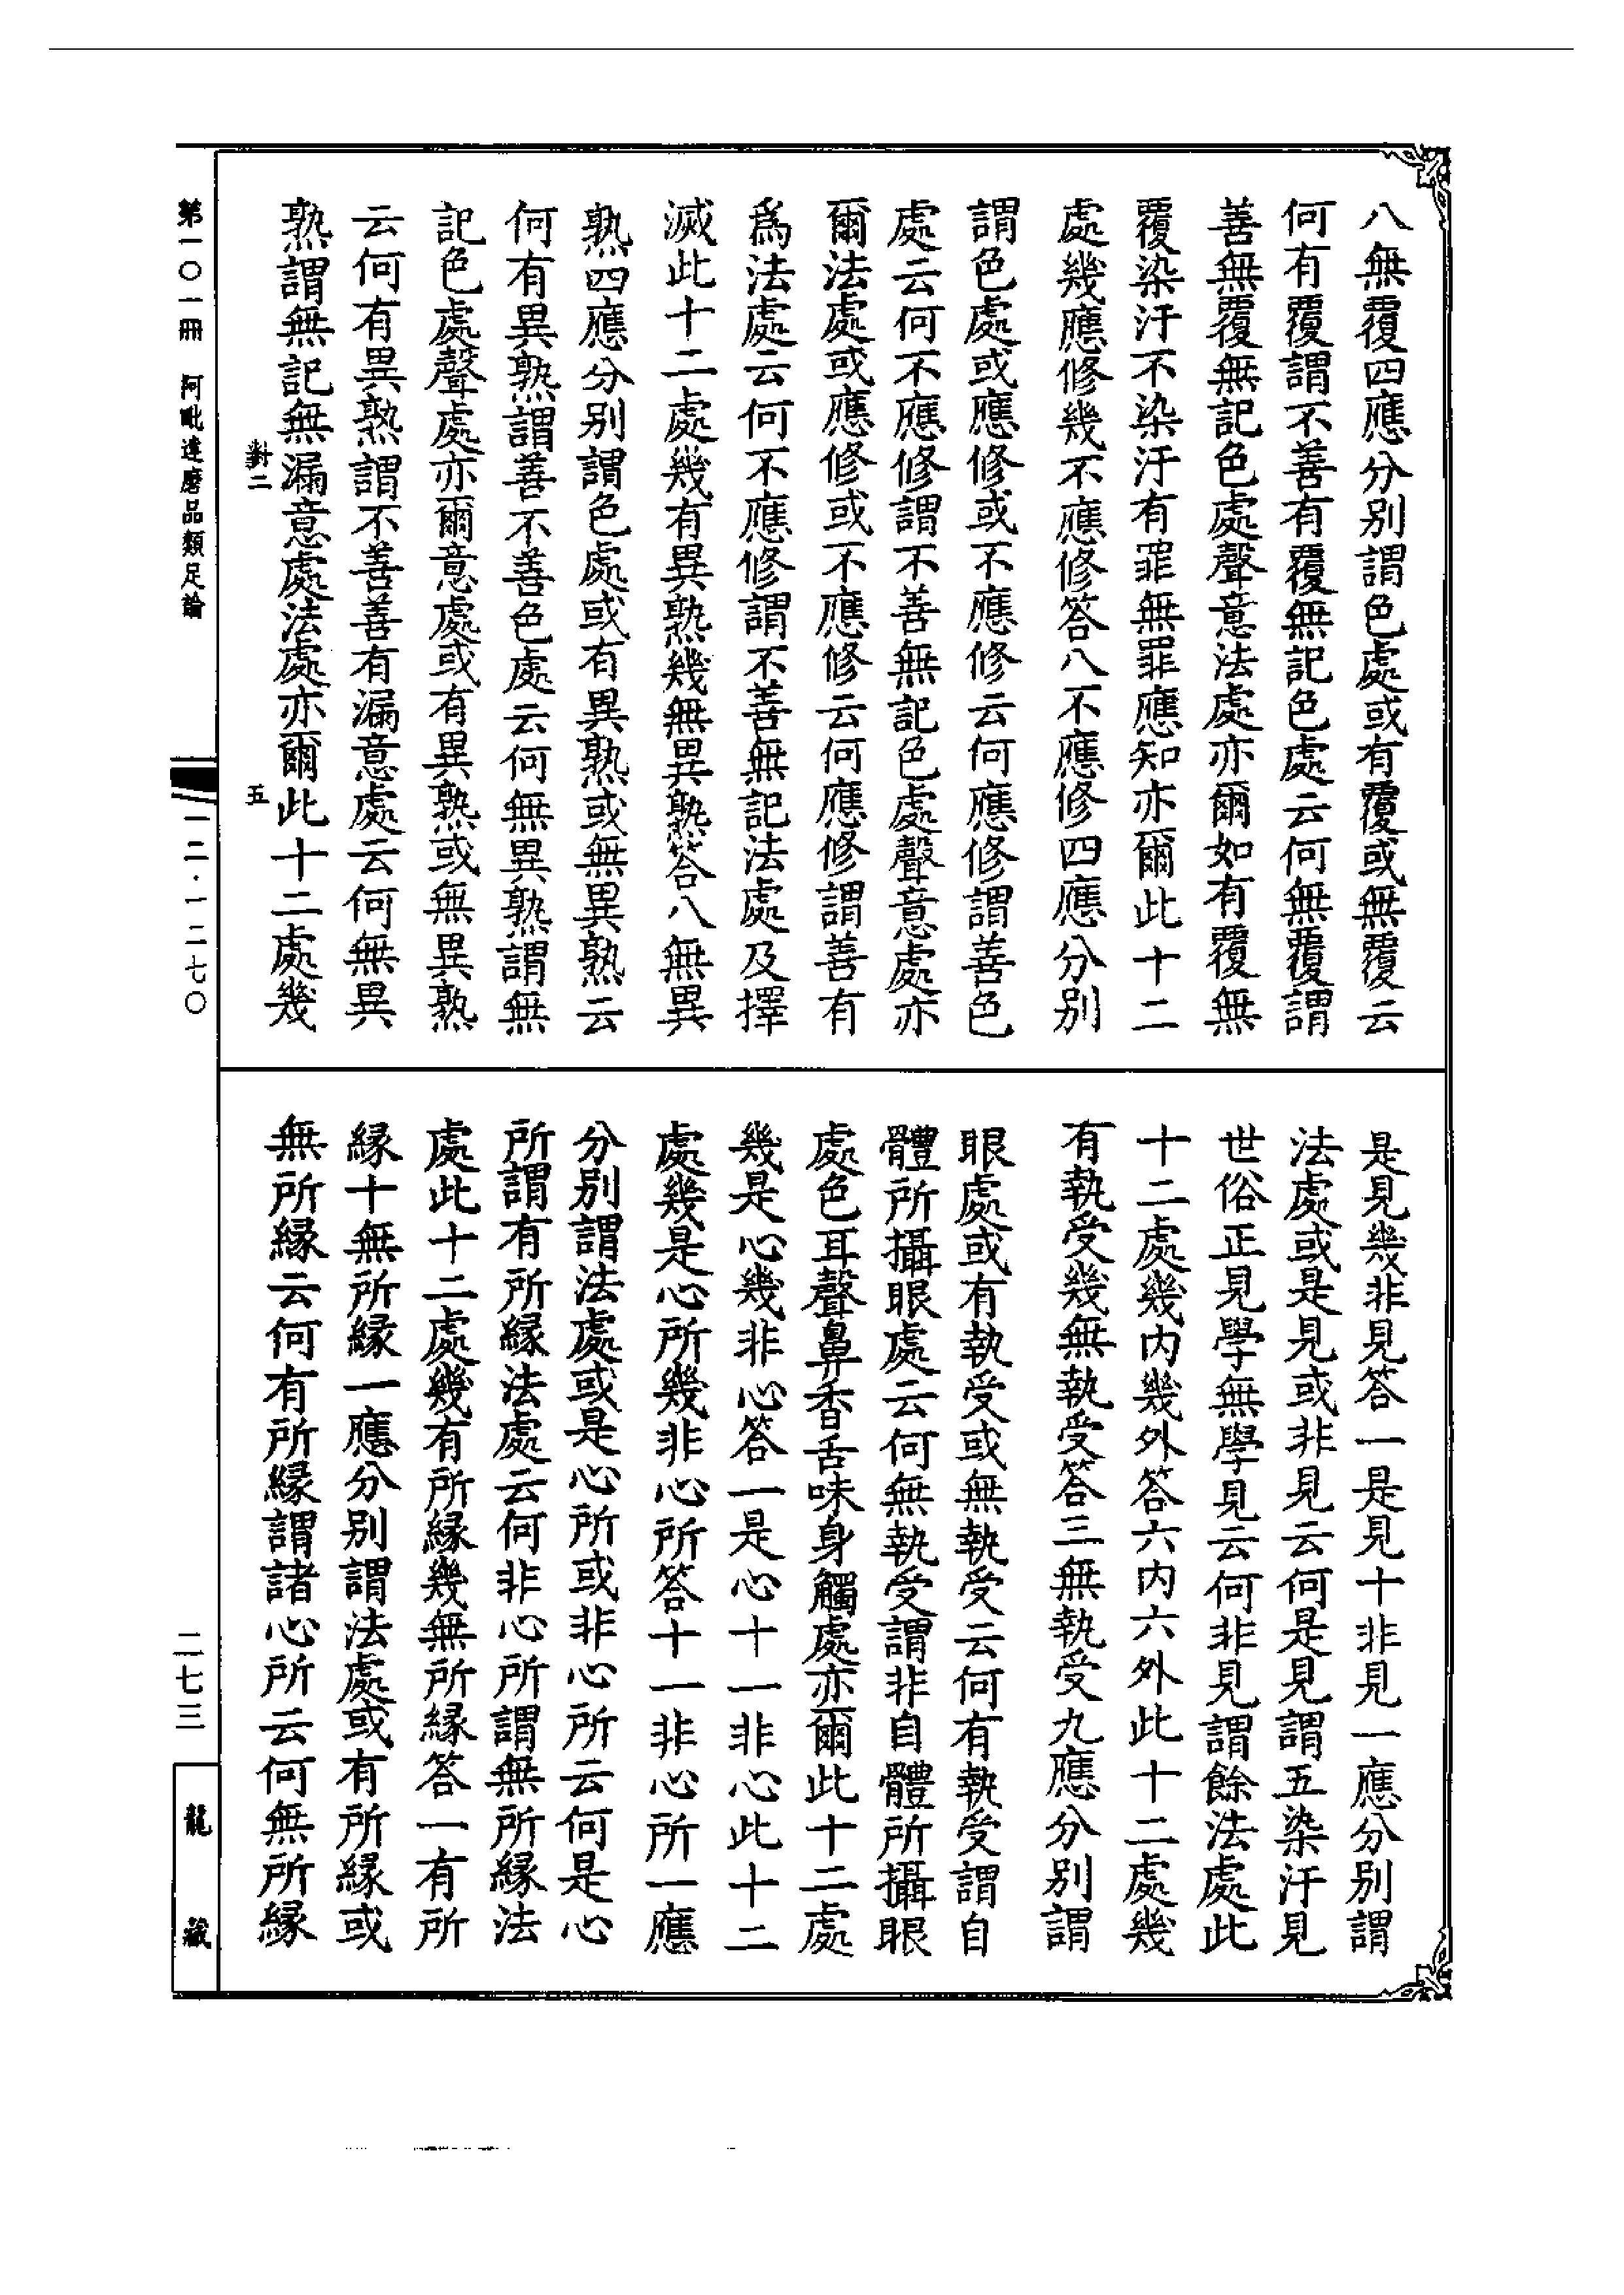 八無覆四應分别謂色處或有覆或無覆云
何有覆謂不善有覆無記色處云何無覆謂
善無覆無記色處聲意法處亦爾如有覆無
覆染汙不染汙有罪無罪應知亦爾此十二
處幾應修幾不應修答八不應修四應分别
謂色處或應修或不應修云何應修謂善色
處云何不應修謂不善無記色處聲意處亦
爾法處或應修或不應修云何應修謂善有
爲法處云何不應修謂不善無記法處及擇
滅此十二處幾有異熟幾無異熟答八無異
熟四應分别謂色處或有異熟或無異熟云
何有異熟謂善不善色處云何無異熟謂無
記色處聲處亦爾意處或有異熟或無異熟
云何有異熟謂不善善有漏意處云何無異
熟謂無記無漏意處法處亦爾此十二處幾
對二
五
是見幾非見答一是見十非見一應分别謂
法處或是見或非見云何是見謂五染汙見
世俗正見學無學見云何非見謂餘法處此
十二處幾内幾外答六内六外此十二處幾
有執受幾無執受答三無執受九應分别謂
眼處或有執受或無執受云何有執受謂自
體所攝眼處云何無執受謂非自體所攝眼
處色耳聲鼻香舌味身觸處亦爾此十二處
幾是心幾非心答一是心十一非心此十二
處幾是心所幾非心所答十一非心所一應
分别謂法處或是心所或非心所云何是心
所謂有所縁法處云何非心所謂無所縁法
處此十二處幾有所縁幾無所縁答一有所
縁十無所縁一應分别謂法處或有所縁或
無所縁云何有所縁謂諸心所云何無所縁
第一〇一冊 阿毗達磨品類足論
一二·一二七〇
二七三
龍藏